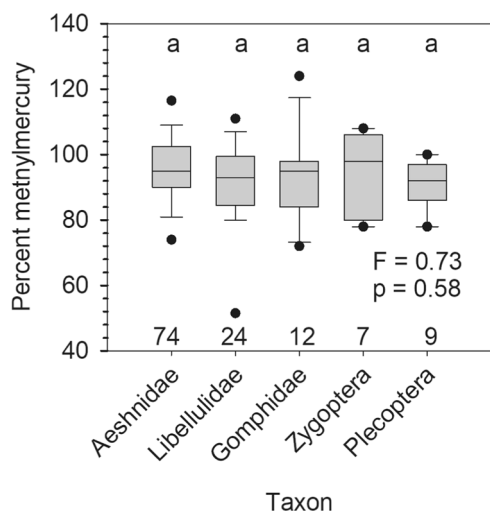 140
a a a a a
120
100
80
60
40
Percent metnylmercury
F = 0.73
p = 0.58
74 24 12 7 9
Aeshnidae
Libellulidae
Gomphidae
Zygoptera
Plecoptera
Taxon